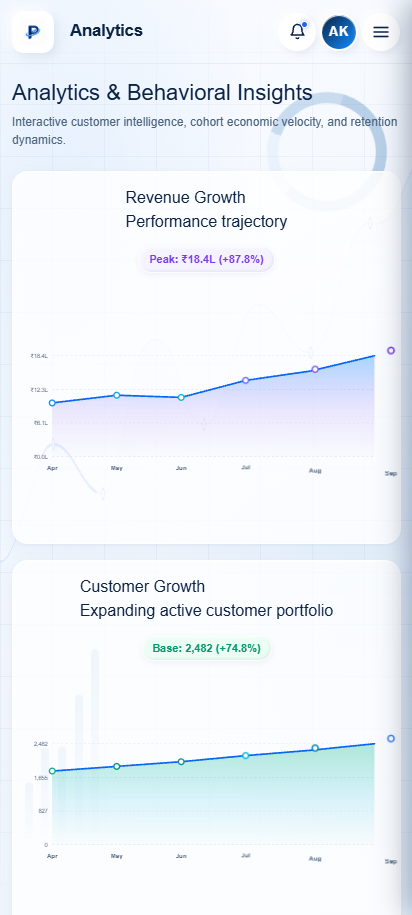 P
Analytics
AK
Analytics & Behavioral Insights
Interactive customer intelligence, cohort economic velocity, and retention
dynamics.
Revenue Growth
Performance trajectory
Peak: ₹18.4L (+87.8%)
₹18.4L
₹12.3L
₹6.1L
₹0.0L
Apr May Jun Jul Aug Sep
Customer Growth
Expanding active customer portfolio
Base: 2,482 (+74.8%)
2,482
1,655
827
0
Apr May Jun Jul Aug Sep